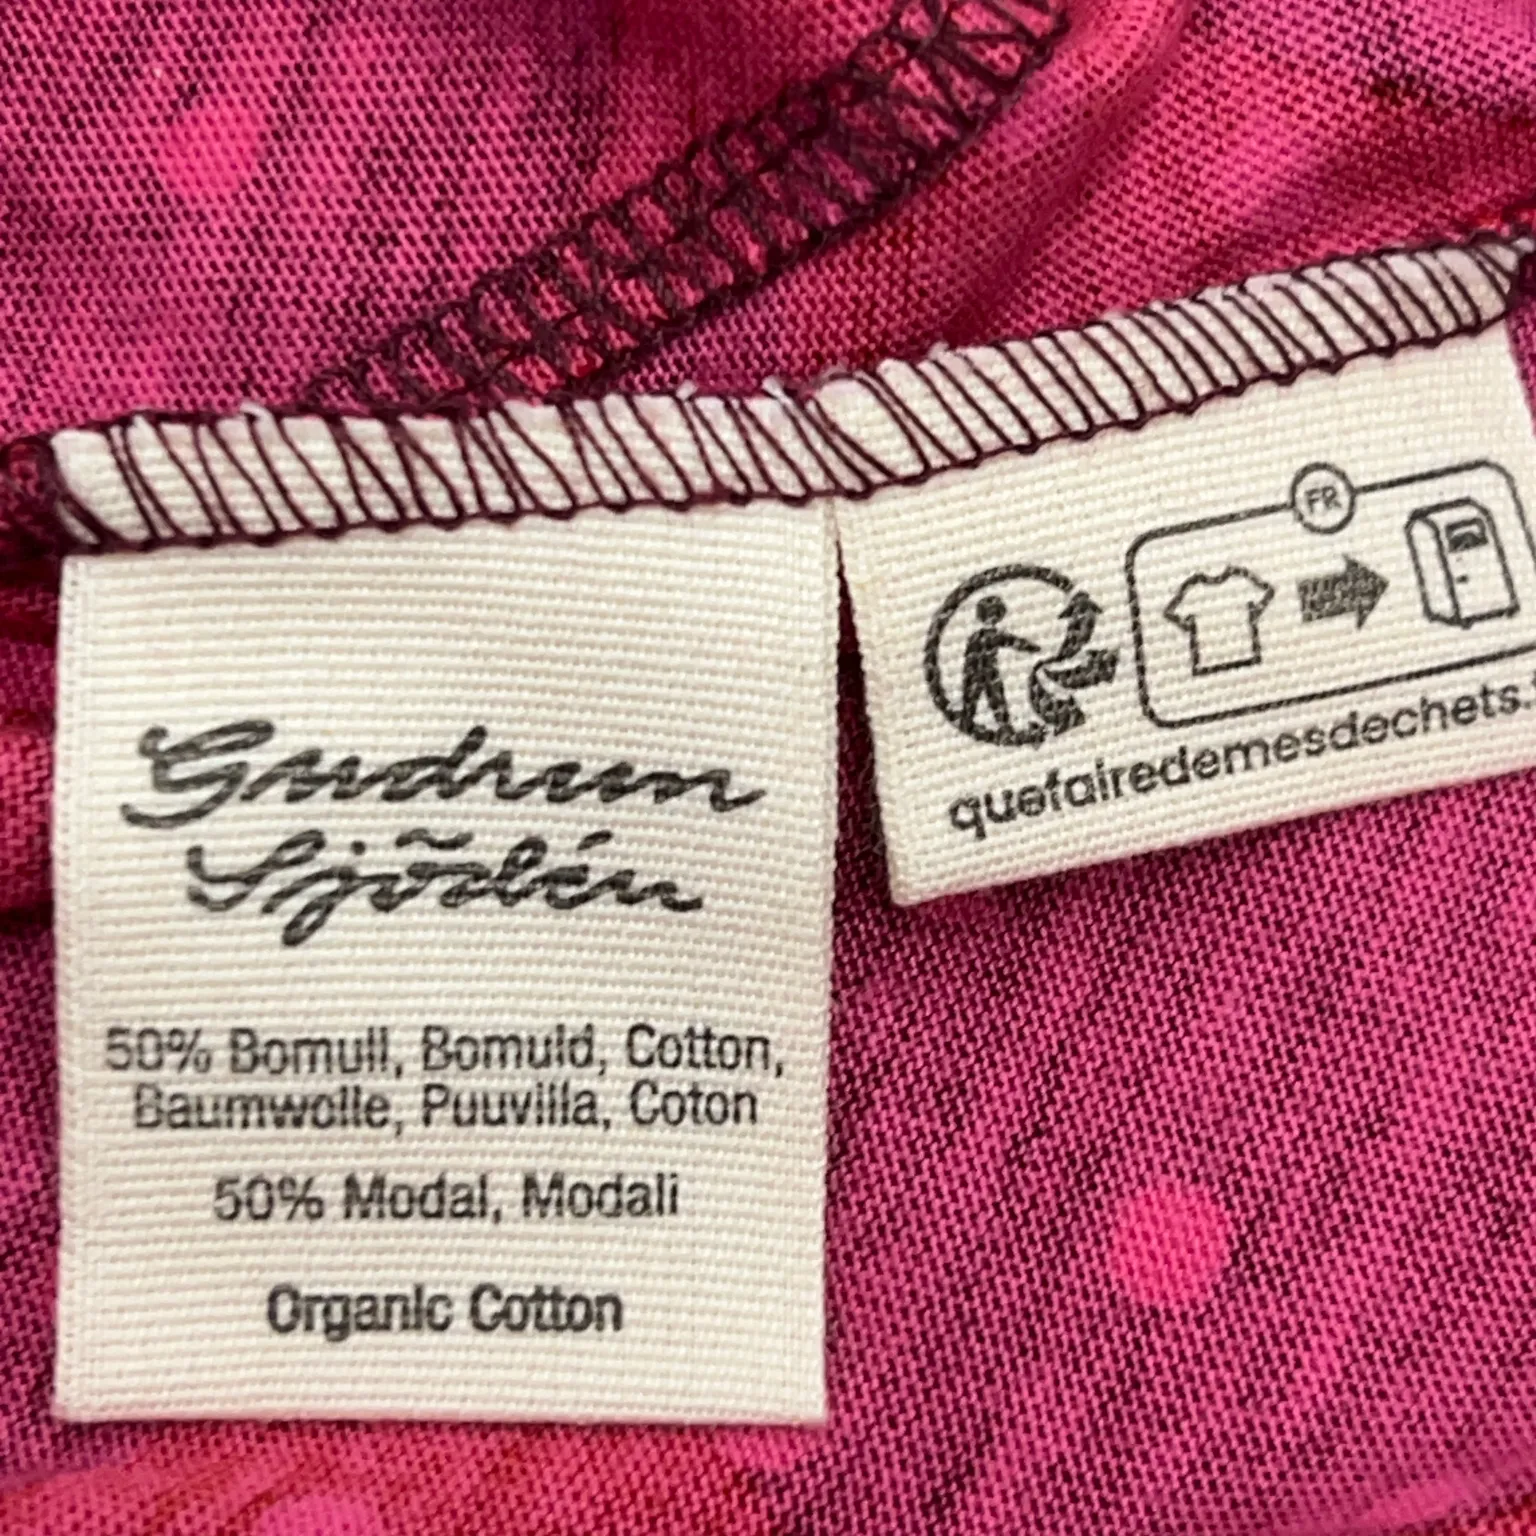 Gudrun
Sjödén
50% Bomull, Bomuld, Cotton,
Baumwolle, Puuvilla, Coton
50% Modal, Modali
Organic Cotton
FR
quefairedemesdechets.